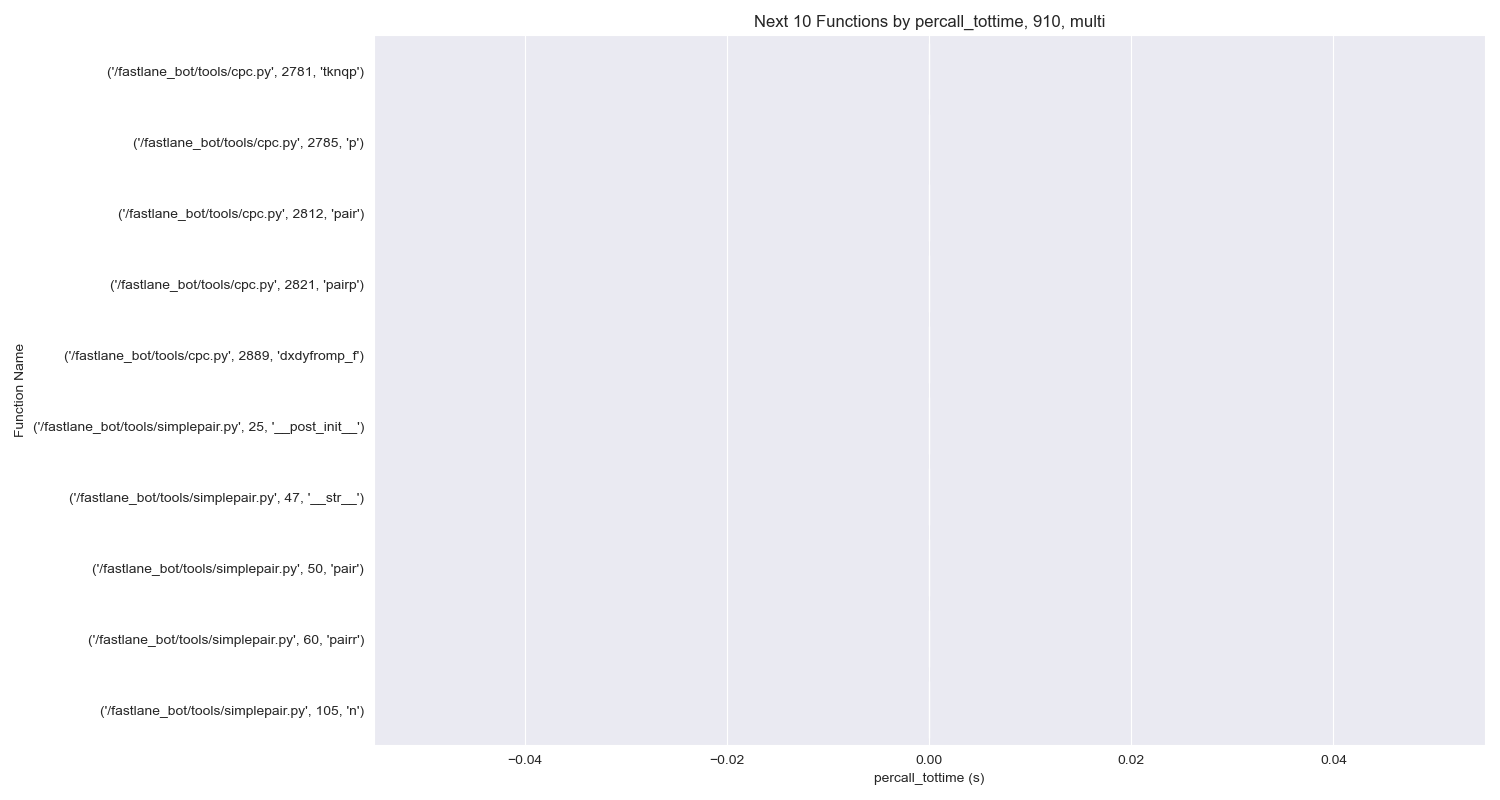 Next 10 Functions by percall_tottime, 910, multi
('/fastlane_bot/tools/cpc.py', 2781, 'tknqp')
('/fastlane_bot/tools/cpc.py', 2785, 'p')
('/fastlane_bot/tools/cpc.py', 2812, 'pair')
('/fastlane_bot/tools/cpc.py', 2821, 'pairp')
('/fastlane_bot/tools/cpc.py', 2889, 'dxdyfromp_f')
('/fastlane_bot/tools/simplepair.py', 25, '__post_init__')
('/fastlane_bot/tools/simplepair.py', 47, '__str__')
('/fastlane_bot/tools/simplepair.py', 50, 'pair')
('/fastlane_bot/tools/simplepair.py', 60, 'pairr')
('/fastlane_bot/tools/simplepair.py', 105, 'n')
Function Name
−0.04 −0.02 0.00 0.02 0.04
percall_tottime (s)